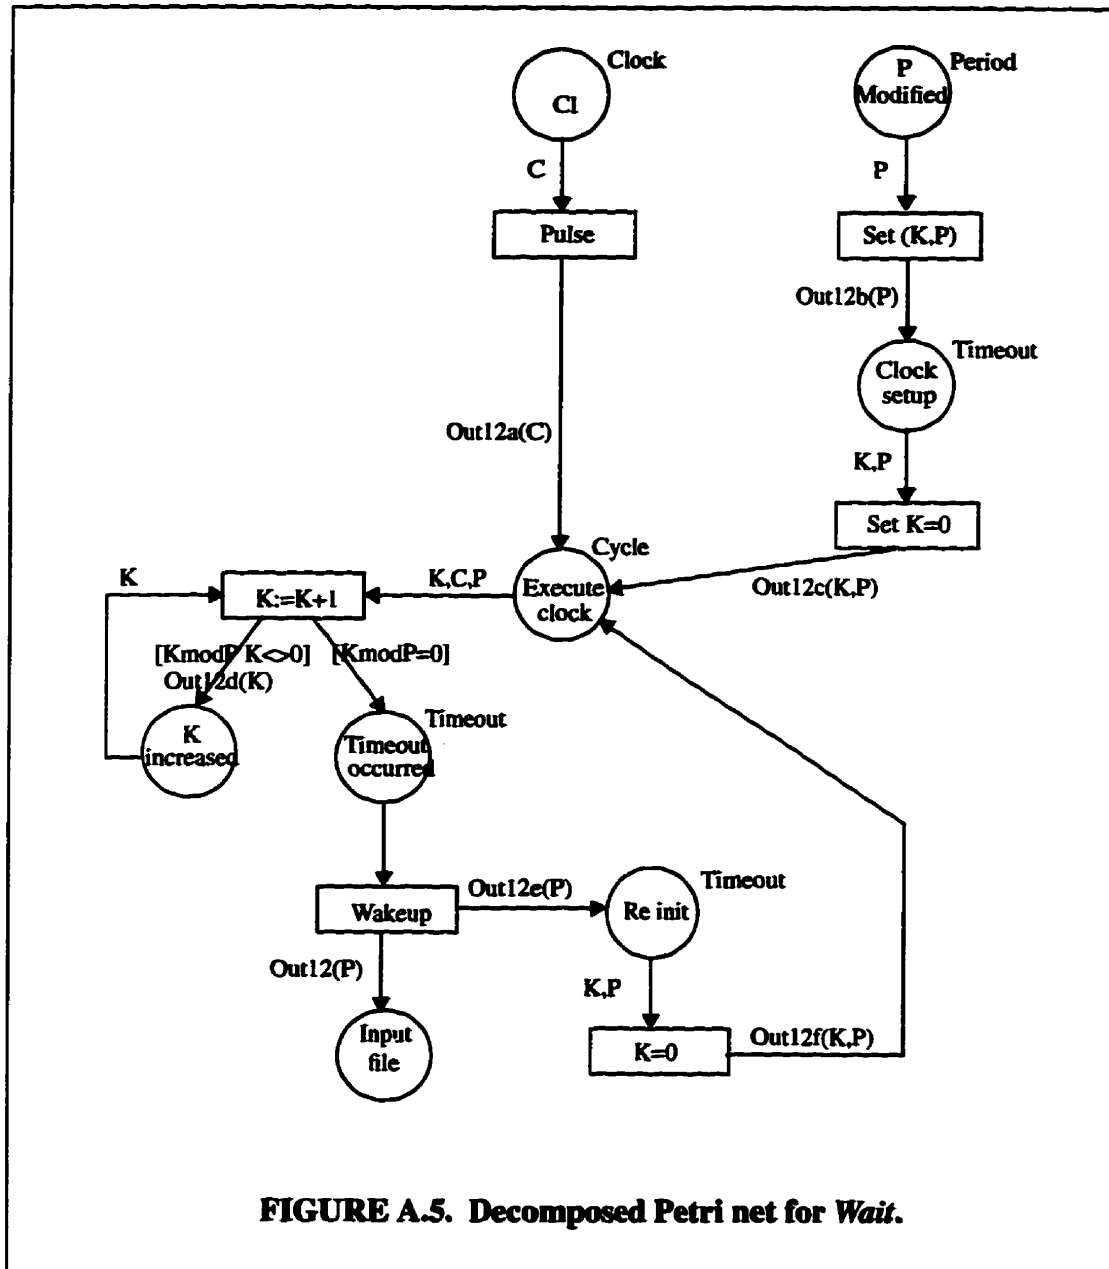 Clock
Cl
P
Modified
Period
C
P
Pulse
Set (K,P)
Out12b(P)
Timeout
Clock
setup
Out12a(C)
K,P
Set K=0
Cycle
K
K,C,P
Execute
clock
Out12c(K,P)
K:=K+1
[KmodP K<>0]
[KmodP=0]
Out12d(K)
K
increased
Timeout
Timeout
occurred
Out12e(P)
Timeout
Wakeup
Re init
Out12(P)
K,P
Input
file
K=0
Out12f(K,P)
FIGURE A.5. Decomposed Petri net for Wait.